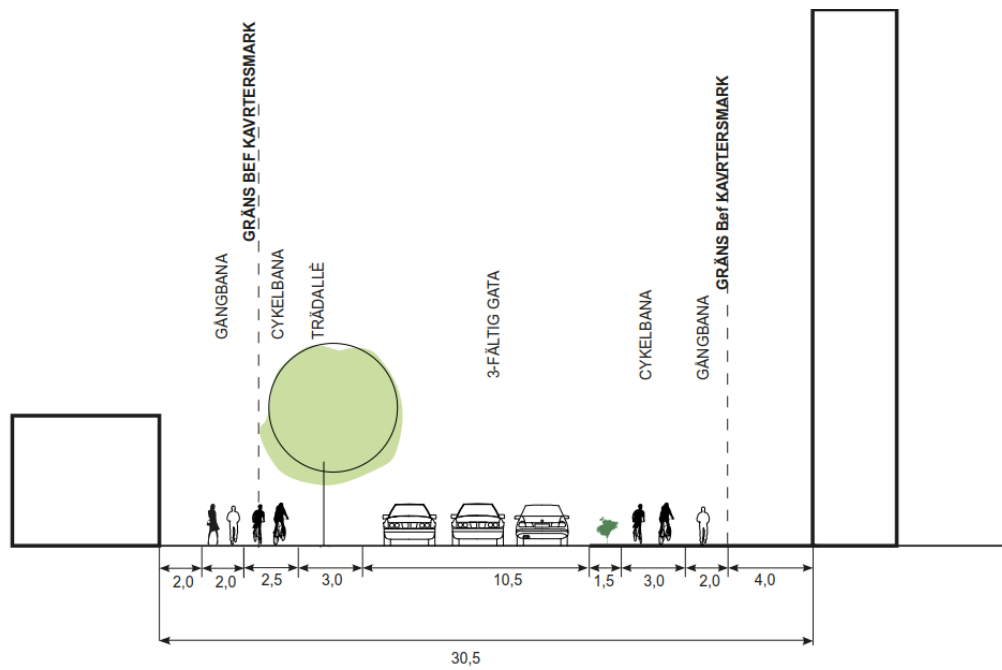 GRÄNS BEF KAVRTERSMARK
GRÄNS Bef KAVRTERSMARK
GÅNGBANA
CYKELBANA
TRÄDALLÈ
3-FÄLTIG GATA
CYKELBANA
GÅNGBANA
2,0
2,0
2,5
3,0
10,5
1,5
3,0
2,0
4,0
30,5